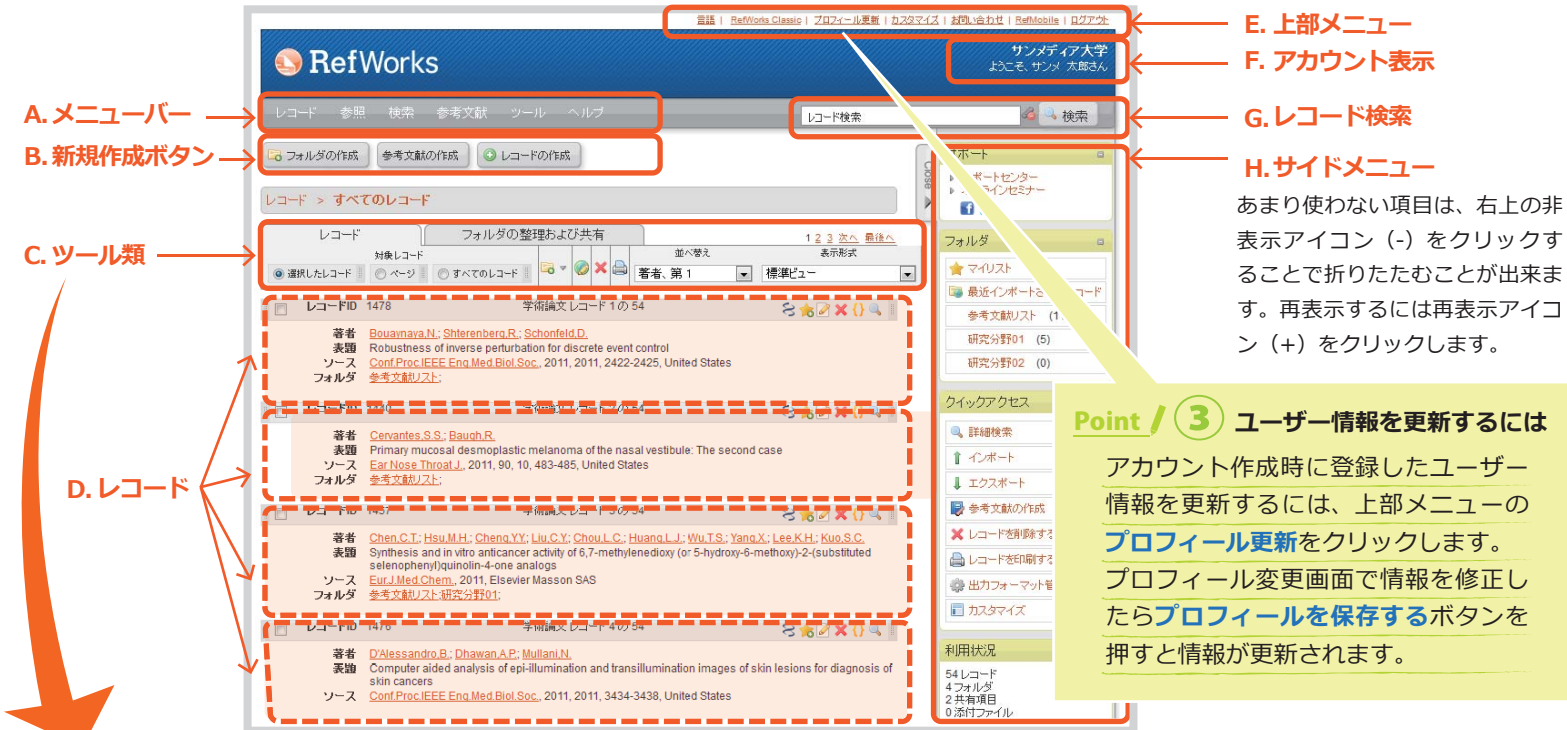 言語 | RefWorks Classic | プロフィール更新 | カスタマイズ | お問い合わせ | RefMobile | ログアウト
E. 上部メニュー
RefWorks
サンメディア大学
ようこそ、サンメ 太郎さん
F. アカウント表示
A. メニューバー
レコード 参照 検索 参考文献 ツール ヘルプ
レコード検索 検索
G. レコード検索
B. 新規作成ボタン
フォルダの作成 参考文献の作成 レコードの作成
Close
H. サイドメニュー
あまり使わない項目は、右上の非
表示アイコン（-）をクリックす
ることで折りたたむことが出来ま
す。再表示するには再表示アイコ
ン（+）をクリックします。
レコード > すべてのレコード
C. ツール類
レコード フォルダの整理および共有 1 2 3 次へ 最後へ
対象レコード 並べ替え 表示形式
選択したレコード ページ すべてのレコード 著者、第 1 標準ビュー
D. レコード
レコードID 1478 学術論文 レコード 1 の 54
著者 Bouaynaya,N.; Shterenberg,R.; Schonfeld,D.
表題 Robustness of inverse perturbation for discrete event control
ソース Conf.Proc.IEEE Eng.Med.Biol.Soc., 2011, 2011, 2422-2425, United States
フォルダ 参考文献リスト;
著者 Cervantes,S.S.; Baugh,R.
表題 Primary mucosal desmoplastic melanoma of the nasal vestibule: The second case
ソース Ear Nose Throat J., 2011, 90, 10, 483-485, United States
フォルダ 参考文献リスト;
著者 Chen,C.T.; Hsu,M.H.; Cheng,Y.Y.; Liu,C.Y.; Chou,L.C.; Huang,L.J.; Wu,T.S.; Yang,X.; Lee,K.H.; Kuo,S.C.
表題 Synthesis and in vitro anticancer activity of 6,7-methylenedioxy (or 5-hydroxy-6-methoxy)-2-(substituted
selenophenyl)quinolin-4-one analogs
ソース Eur.J.Med.Chem., 2011, Elsevier Masson SAS
フォルダ 参考文献リスト;研究分野01;
著者 D'Alessandro,B.; Dhawan,A.P.; Mullani,N.
表題 Computer aided analysis of epi-illumination and transillumination images of skin lesions for diagnosis of
skin cancers
ソース Conf.Proc.IEEE Eng.Med.Biol.Soc., 2011, 2011, 3434-3438, United States
フォルダ
マイリスト
最近インポート
参考文献リスト
研究分野01 (5)
研究分野02 (0)
クイックアクセス
詳細検索
インポート
エクスポート
参考文献の作成
レコードを削除する
レコードを印刷する
出力フォーマット
カスタマイズ
利用状況
54 レコード
4 フォルダ
2 共有項目
0 添付ファイル
Point ! ③ ユーザー情報を更新するには
アカウント作成時に登録したユーザー
情報を更新するには、上部メニューの
プロフィール更新をクリックします。
プロフィール変更画面で情報を修正し
たらプロフィールを保存するボタンを
押すと情報が更新されます。